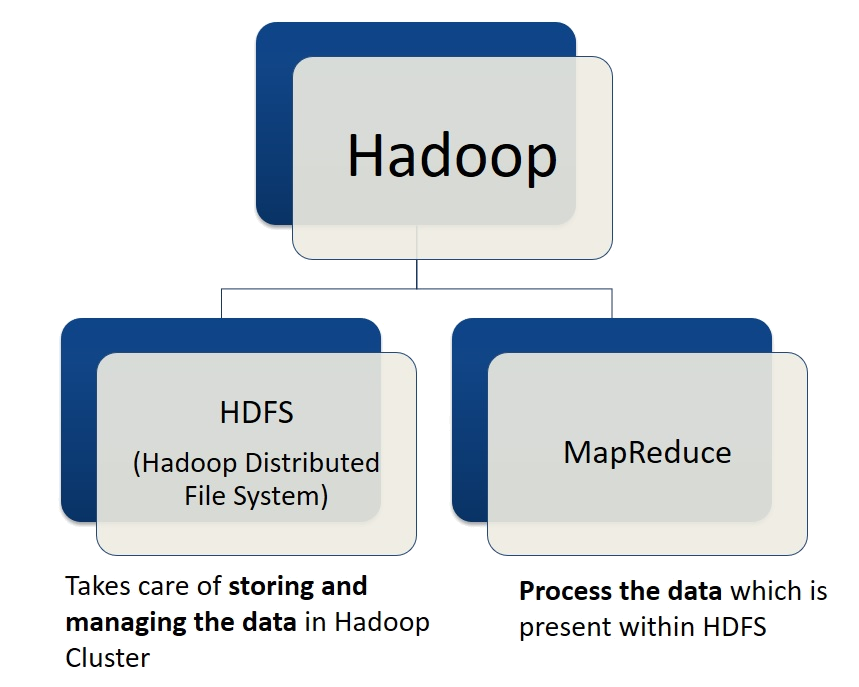 Hadoop
HDFS
(Hadoop Distributed
File System)
MapReduce
Takes care of storing and
managing the data in Hadoop
Cluster
Process the data which is
present within HDFS